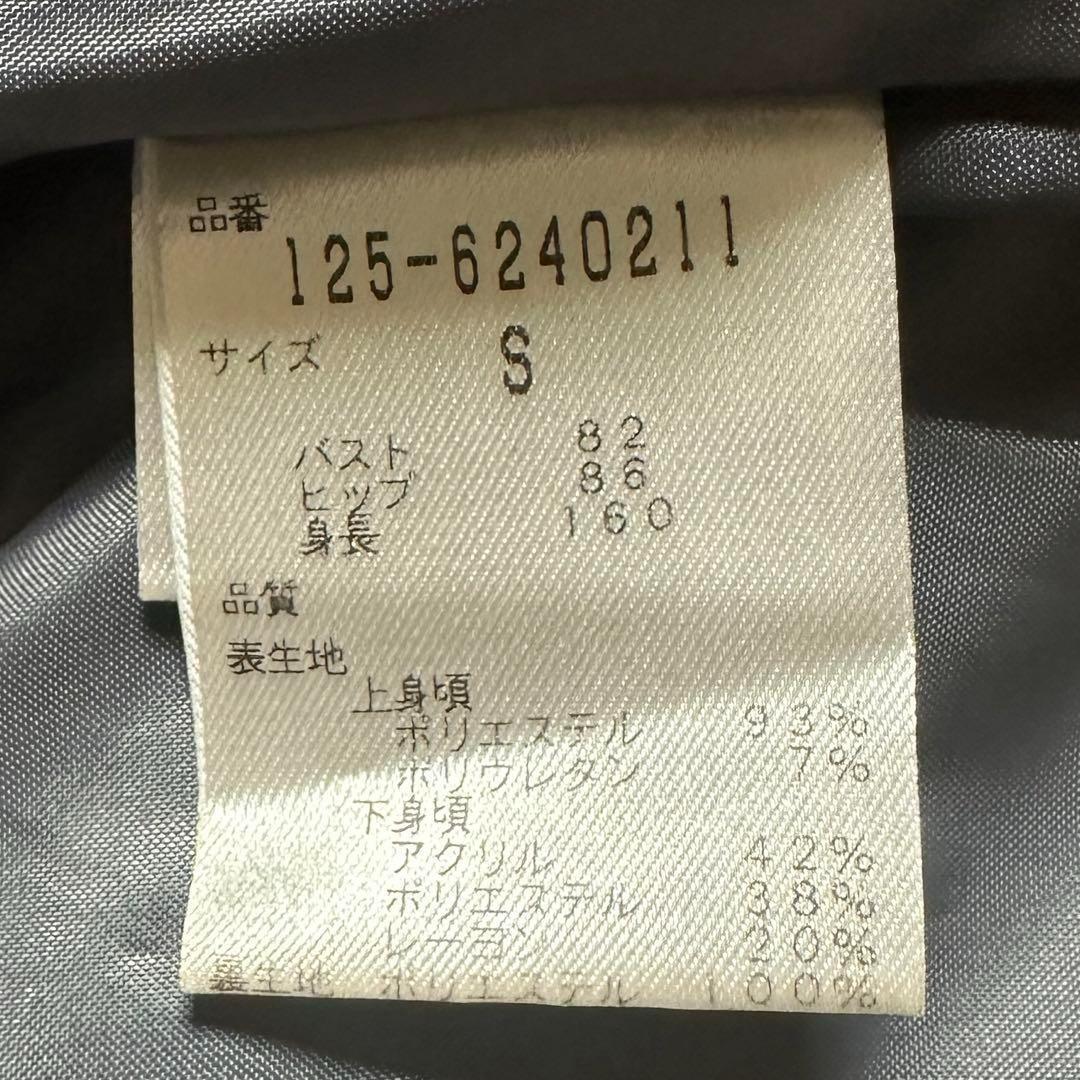 品番
125-6240211
サイズ S
バスト 82
ヒップ 86
身長 160
品質
表生地
上身頃
ポリエステル 93%
ポリウレタン 7%
下身頃
アクリル 42%
ポリエステル 38%
レーヨン 20%
裏生地 ポリエステル 100%